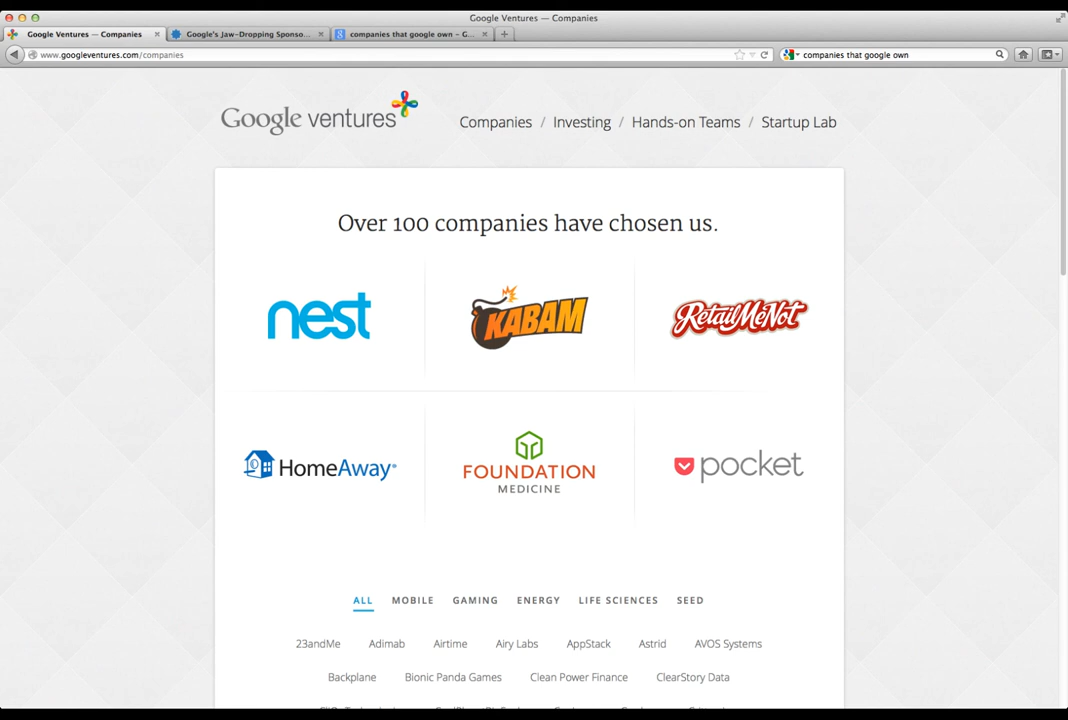 Google Ventures — Companies
Google Ventures — Companies
Google's Jaw-Dropping Sponso...
companies that google own – G...
www.googleventures.com/companies
companies that google own
Google ventures
Companies / Investing / Hands-on Teams / Startup Lab
Over 100 companies have chosen us.
nest
KABAM
RetailMeNot
HomeAway®
FOUNDATION
MEDICINE
pocket
ALL MOBILE GAMING ENERGY LIFE SCIENCES SEED
23andMe Adimab Airtime Airy Labs AppStack Astrid AVOS Systems
Backplane Bionic Panda Games Clean Power Finance ClearStory Data